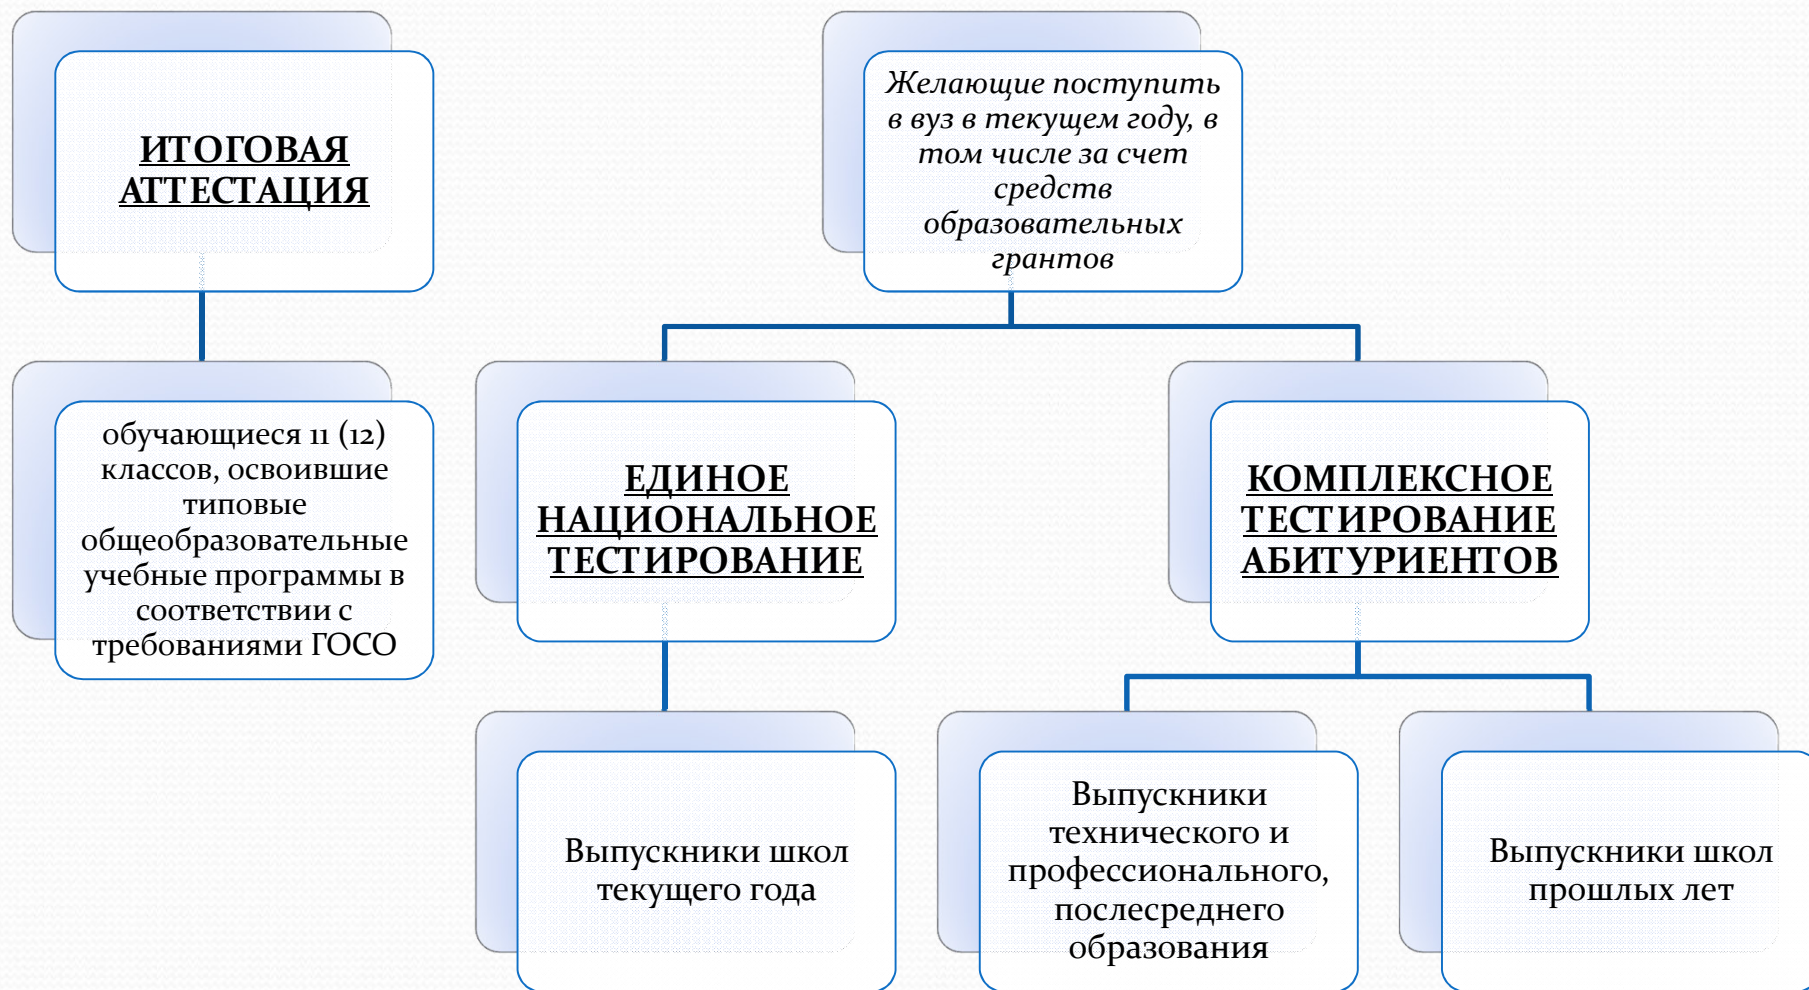 ИТОГОВАЯ
АТТЕСТАЦИЯ
Желающие поступить
в вуз в текущем году, в
том числе за счет
средств
образовательных
грантов
обучающиеся 11 (12)
классов, освоившие
типовые
общеобразовательные
учебные программы в
соответствии с
требованиями ГОСО
ЕДИНОЕ
НАЦИОНАЛЬНОЕ
ТЕСТИРОВАНИЕ
КОМПЛЕКСНОЕ
ТЕСТИРОВАНИЕ
АБИТУРИЕНТОВ
Выпускники школ
текущего года
Выпускники
технического и
профессионального,
послесреднего
образования
Выпускники школ
прошлых лет